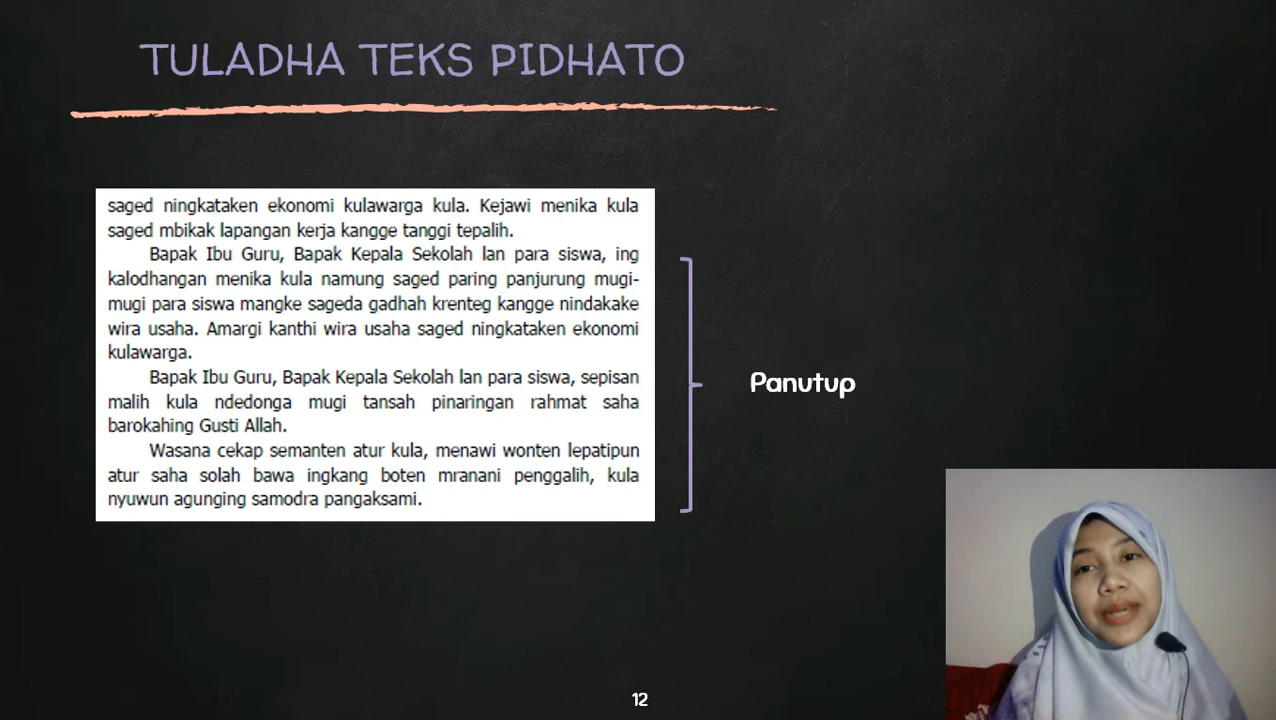 TULADHA TEKS PIDHATO
saged ningkataken ekonomi kulawarga kula. Kejawi menika kula
saged mbikak lapangan kerja kangge tanggi tepalih.
Bapak Ibu Guru, Bapak Kepala Sekolah lan para siswa, ing
kalodhangan menika kula namung saged paring panjurung mugi-
mugi para siswa mangke sageda gadhah krenteg kangge nindakake
wira usaha. Amargi kanthi wira usaha saged ningkataken ekonomi
kulawarga.
Bapak Ibu Guru, Bapak Kepala Sekolah lan para siswa, sepisan
malih kula ndedonga mugi tansah pinaringan rahmat saha
barokahing Gusti Allah.
Wasana cekap semanten atur kula, menawi wonten lepatipun
atur saha solah bawa ingkang boten mranani penggalih, kula
nyuwun agunging samodra pangaksami.
Panutup
12